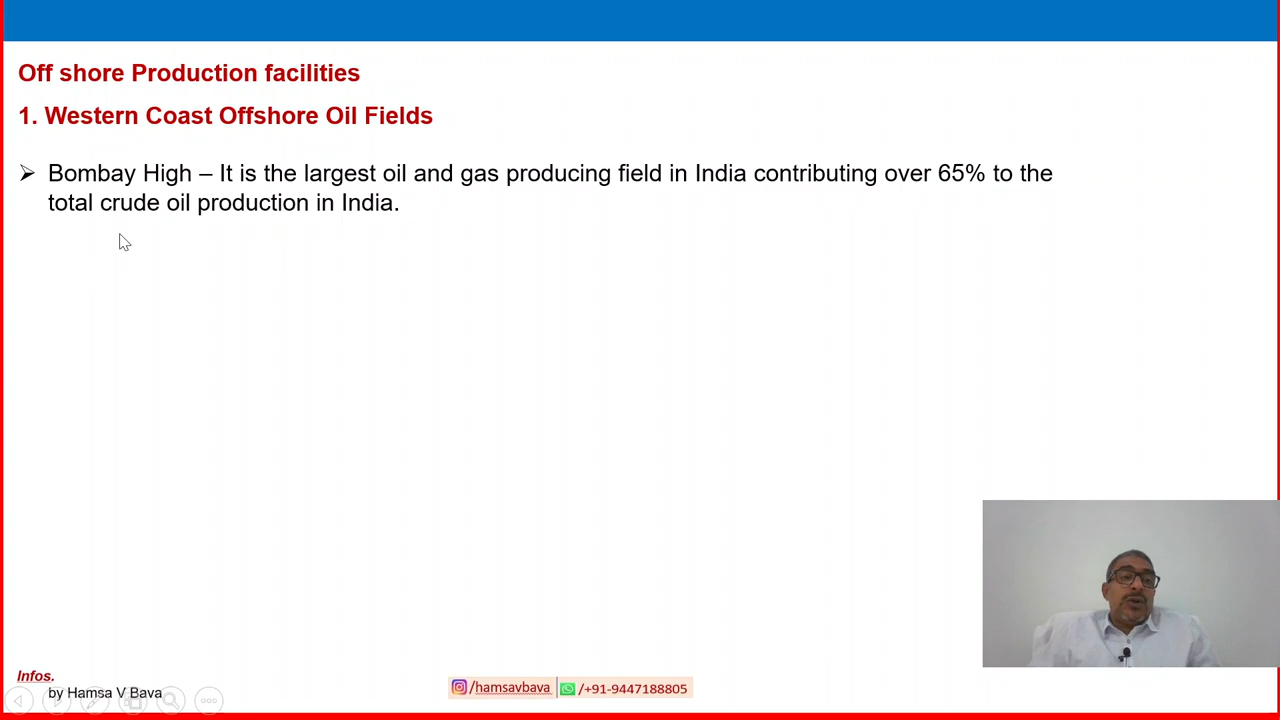 Off shore Production facilities
1. Western Coast Offshore Oil Fields
➢ Bombay High – It is the largest oil and gas producing field in India contributing over 65% to the
total crude oil production in India.
Infos.
by Hamsa V Bava
/hamsavbava /+91-9447188805